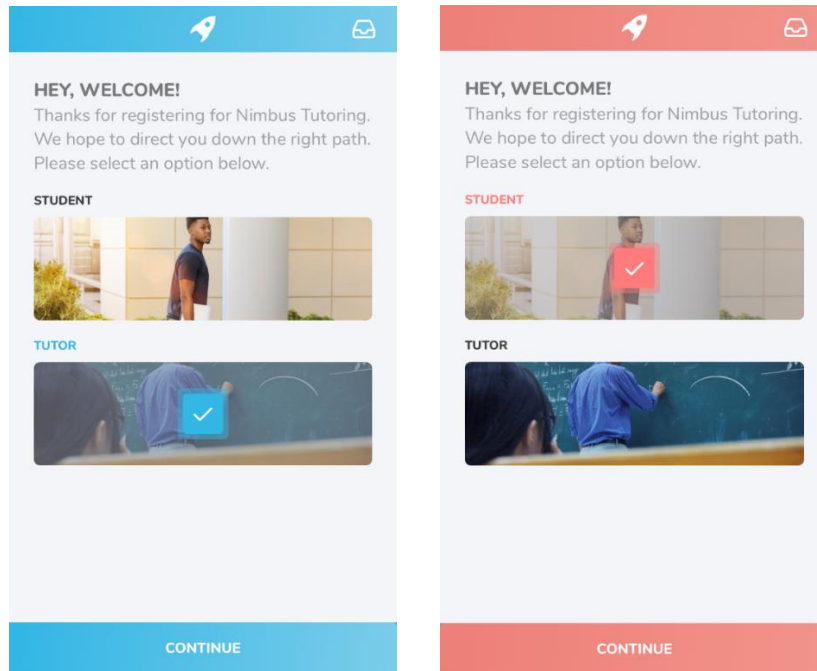 HEY, WELCOME!
Thanks for registering for Nimbus Tutoring.
We hope to direct you down the right path.
Please select an option below.
STUDENT
TUTOR
CONTINUE
HEY, WELCOME!
Thanks for registering for Nimbus Tutoring.
We hope to direct you down the right path.
Please select an option below.
STUDENT
TUTOR
CONTINUE